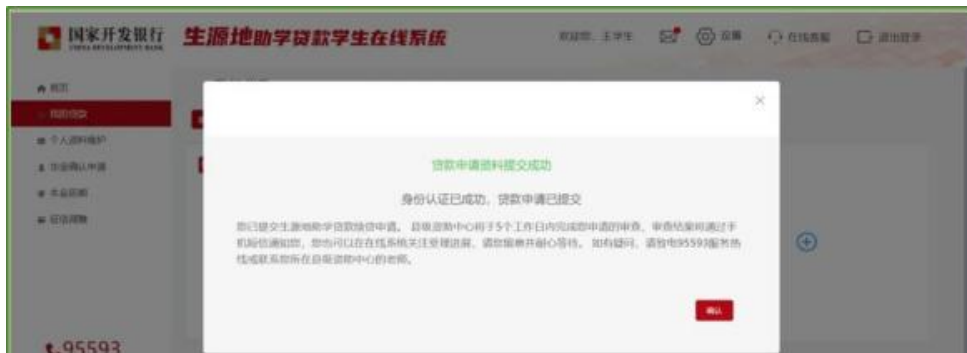 国家开发银行 生源地助学贷款学生在线系统 欢迎您，王学生 设置 在线客服 退出登录
CHINA DEVELOPMENT BANK
首页
我的贷款
个人资料维护
贷款申请资料提交成功
身份认证已成功，贷款申请已提交
您已提交生源地助学贷款续贷申请。县级资助中心将于5个工作日内完成您申请的审查，审查结果将通过手
机短信通知您，您也可以在在线系统关注受理进展，请您留意并耐心等待。如有疑问，请致电95593服务热
线或联系您所在县级资助中心的老师。
确认
95593